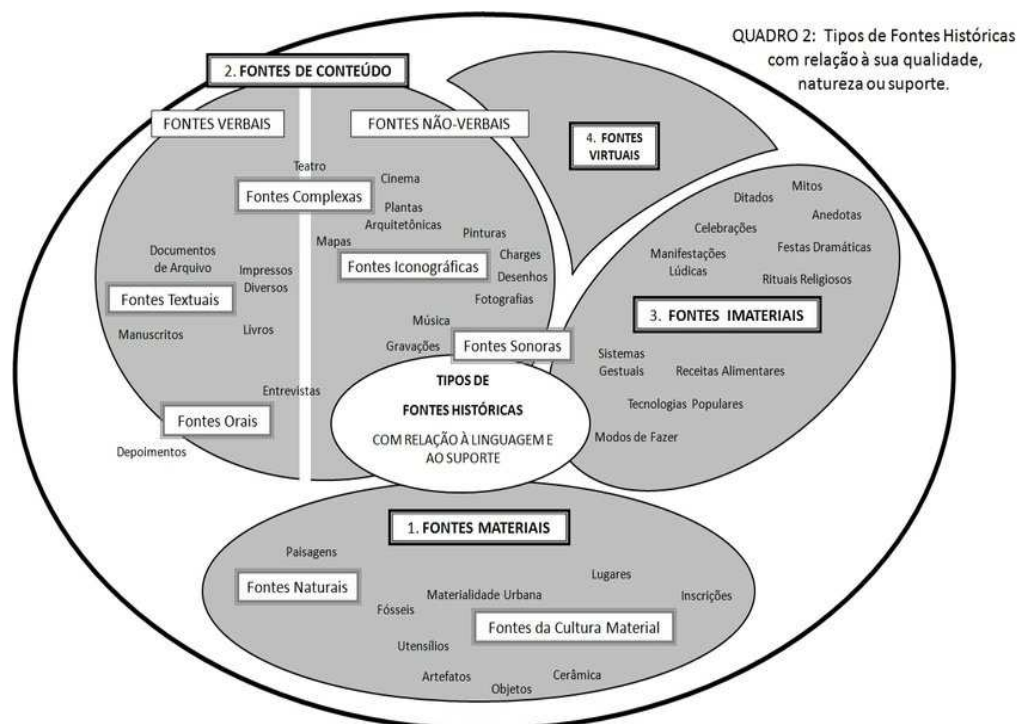 QUADRO 2: Tipos de Fontes Históricas
com relação à sua qualidade,
natureza ou suporte.
2. FONTES DE CONTEÚDO
FONTES VERBAIS
FONTES NÃO-VERBAIS
Teatro
Fontes Complexas
Cinema
Plantas
Arquitetônicas
Mapas
Pinturas
Fontes Iconográficas
Charges
Desenhos
Fotografias
Documentos
de Arquivo
Impressos
Diversos
Fontes Textuais
Manuscritos
Livros
Música
Gravações
Fontes Sonoras
Entrevistas
Fontes Orais
Depoimentos
4. FONTES
VIRTUAIS
Mitos
Ditados
Anedotas
Celebrações
Manifestações
Lúdicas
Festas Dramáticas
Rituais Religiosos
3. FONTES IMATERIAIS
Sistemas
Gestuais
Receitas Alimentares
Tecnologias Populares
Modos de Fazer
TIPOS DE
FONTES HISTÓRICAS
COM RELAÇÃO À LINGUAGEM E
AO SUPORTE
1. FONTES MATERIAIS
Paisagens
Fontes Naturais
Fósseis
Materialidade Urbana
Lugares
Inscrições
Fontes da Cultura Material
Utensílios
Artefatos
Objetos
Cerâmica